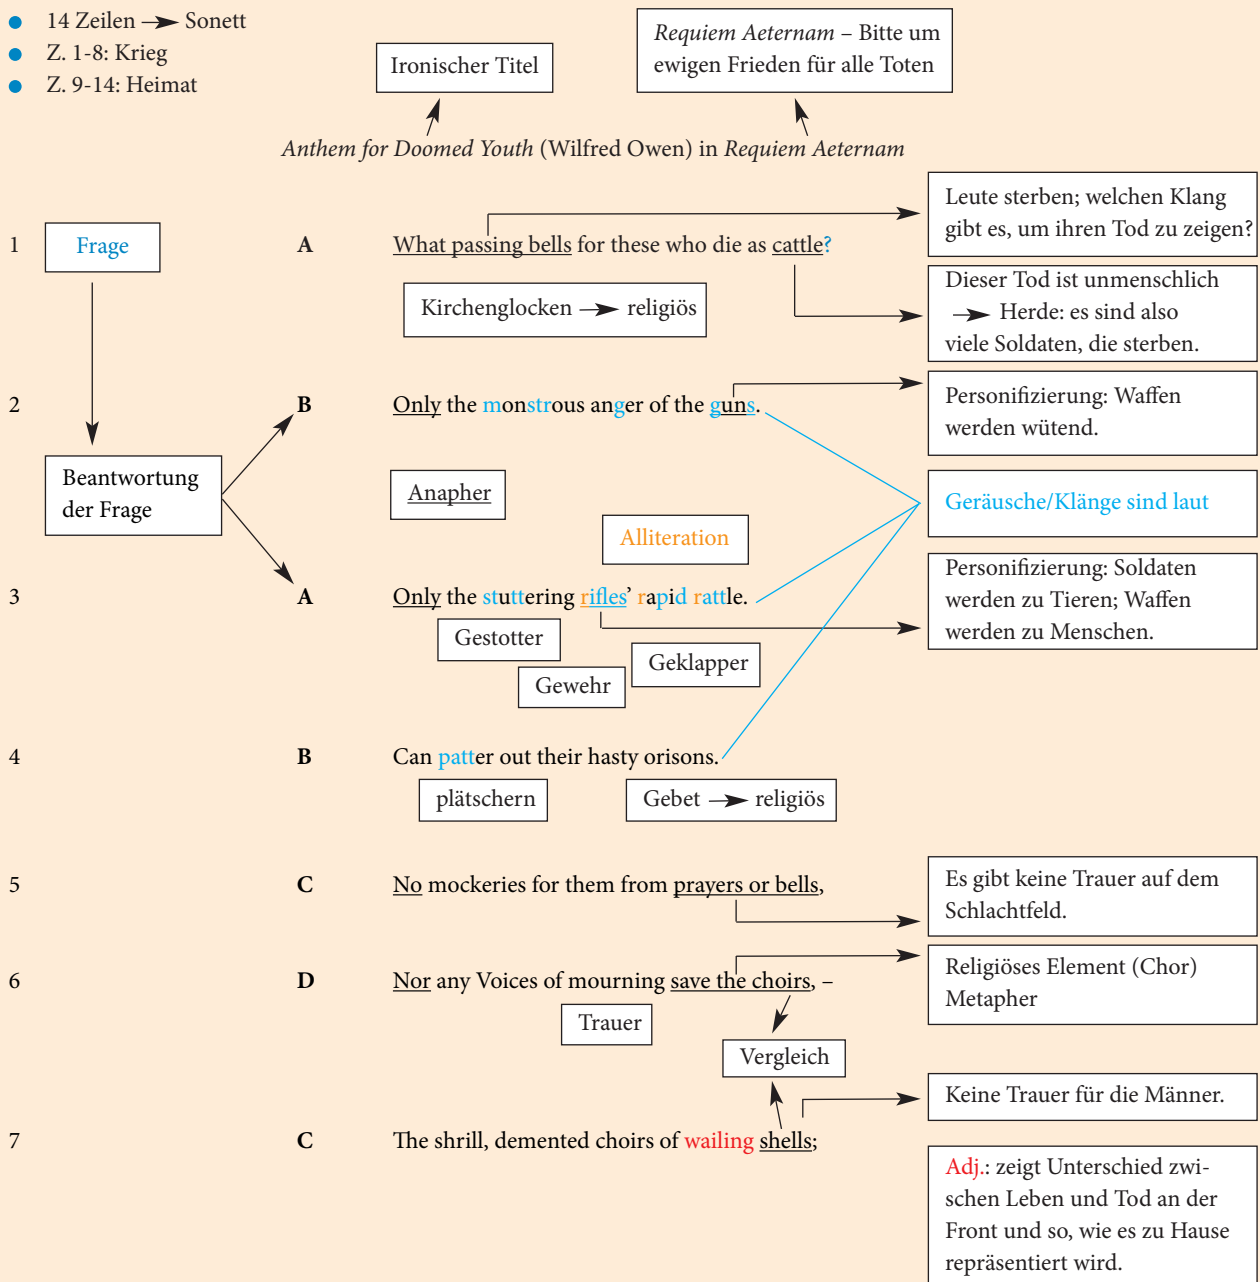 14 Zeilen → Sonett
Z. 1-8: Krieg
Z. 9-14: Heimat
Ironischer Titel
Requiem Aeternam – Bitte um
ewigen Frieden für alle Toten
Anthem for Doomed Youth (Wilfred Owen) in Requiem Aeternam
Leute sterben; welchen Klang
gibt es, um ihren Tod zu zeigen?
1 Frage A What passing bells for these who die as cattle?
Kirchenglocken → religiös
Dieser Tod ist unmenschlich
→ Herde: es sind also
viele Soldaten, die sterben.
2 B Only the monstrous anger of the guns.
Personifizierung: Waffen
werden wütend.
Beantwortung
der Frage
Anapher
Geräusche/Klänge sind laut
Alliteration
3 A Only the stuttering rifles’ rapid rattle.
Personifizierung: Soldaten
werden zu Tieren; Waffen
werden zu Menschen.
Gestotter
Gewehr
Geklapper
4 B Can patter out their hasty orisons.
plätschern
Gebet → religiös
5 C No mockeries for them from prayers or bells,
Es gibt keine Trauer auf dem
Schlachtfeld.
6 D Nor any Voices of mourning save the choirs, –
Religiöses Element (Chor)
Metapher
Trauer
Vergleich
Keine Trauer für die Männer.
7 C The shrill, demented choirs of wailing shells;
Adj.: zeigt Unterschied zwi-
schen Leben und Tod an der
Front und so, wie es zu Hause
repräsentiert wird.